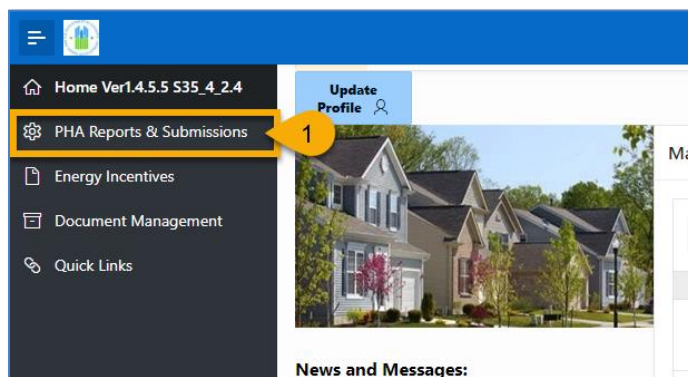 Home Ver1.4.5.5 S35_4_2.4
PHA Reports & Submissions
1
Energy Incentives
Document Management
Quick Links
Update
Profile
Ma
News and Messages: